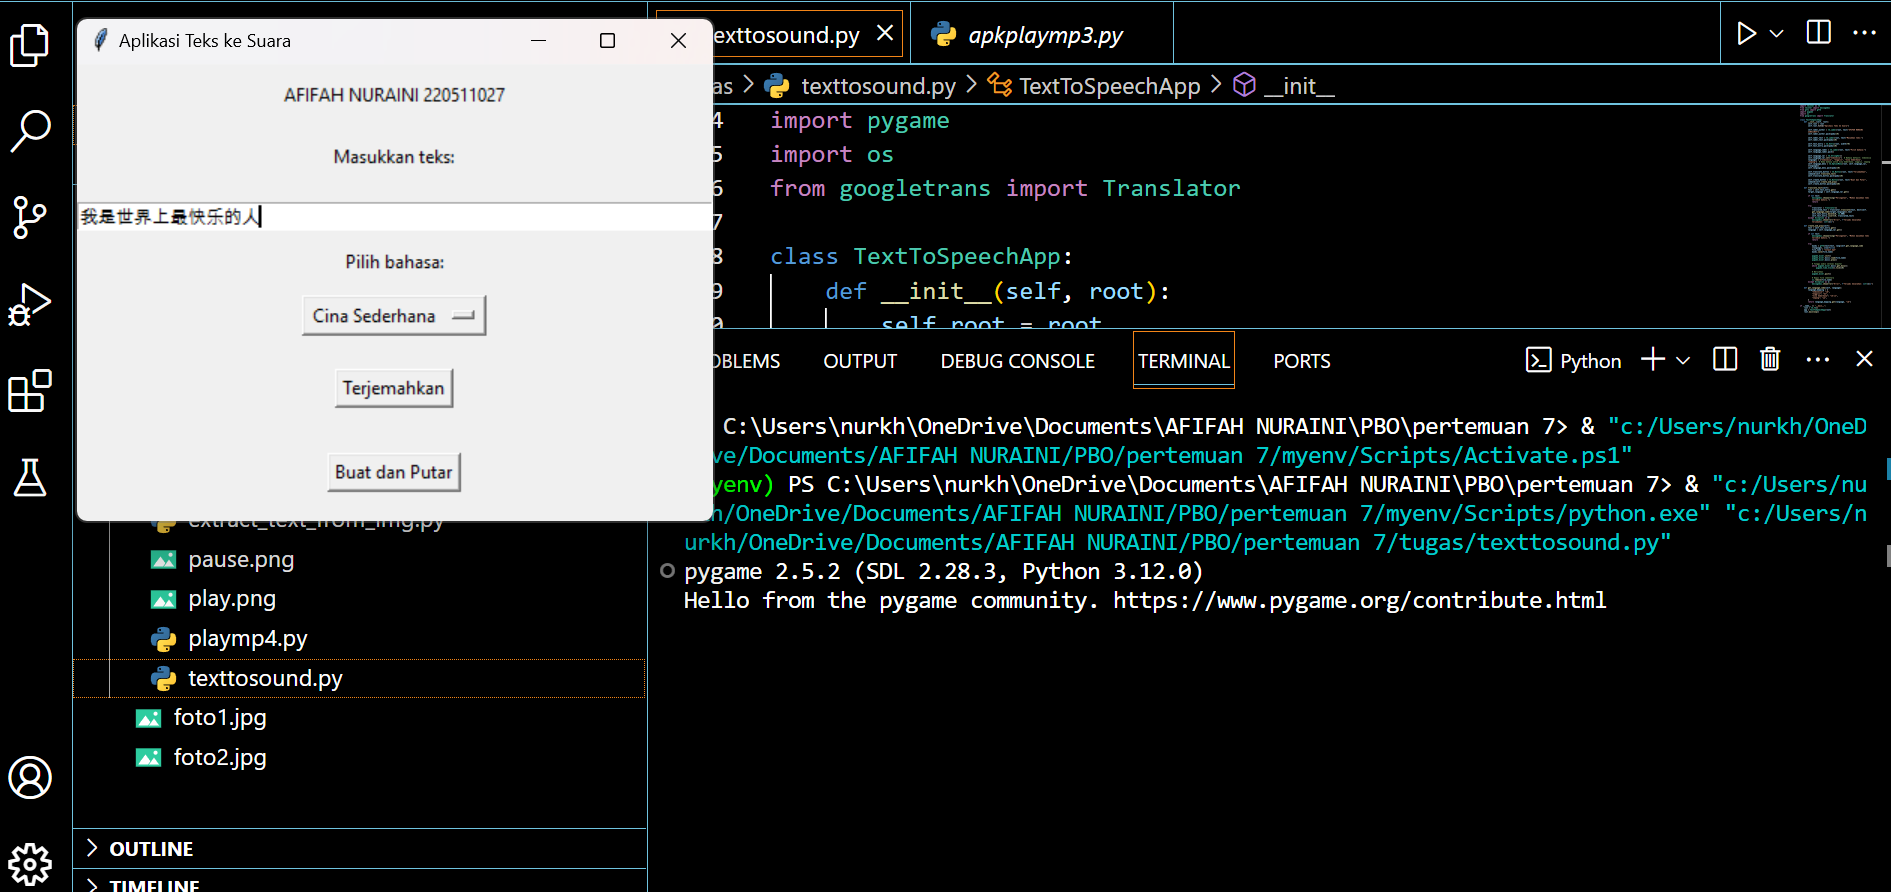 Aplikasi Teks ke Suara
AFIFAH NURAINI 220511027
Masukkan teks:
我是世界上最快乐的人
Pilih bahasa:
Cina Sederhana
Terjemahkan
Buat dan Putar
extract_text_from_img.py
pause.png
play.png
playmp4.py
texttosound.py
foto1.jpg
foto2.jpg
OUTLINE
TIMELINE
exttosound.py
apkplaymp3.py
as > texttosound.py > TextToSpeechApp > __init__
4 import pygame
5 import os
6 from googletrans import Translator
7
8 class TextToSpeechApp:
9 def __init__(self, root):
0 self.root = root
OBLEMS OUTPUT DEBUG CONSOLE TERMINAL PORTS
Python
C:\Users\nurkh\OneDrive\Documents\AFIFAH NURAINI\PBO\pertemuan 7> & "c:/Users/nurkh/OneD
ve/Documents/AFIFAH NURAINI/PBO/pertemuan 7/myenv/Scripts/Activate.ps1"
yenv) PS C:\Users\nurkh\OneDrive\Documents\AFIFAH NURAINI\PBO\pertemuan 7> & "c:/Users/nu
h/OneDrive/Documents/AFIFAH NURAINI/PBO/pertemuan 7/myenv/Scripts/python.exe" "c:/Users/n
urkh/OneDrive/Documents/AFIFAH NURAINI/PBO/pertemuan 7/tugas/texttosound.py"
pygame 2.5.2 (SDL 2.28.3, Python 3.12.0)
Hello from the pygame community. https://www.pygame.org/contribute.html